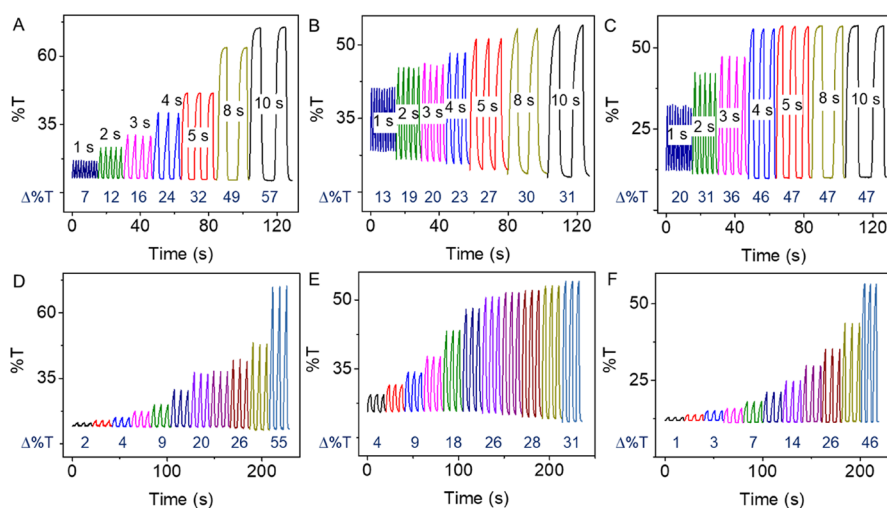 A
%T
60
35
10
1 s
2 s
3 s
4 s
5 s
8 s
10 s
Δ%T
7 12 16 24 32 49 57
0 40 80 120
Time (s)
B
%T
50
35
20
1 s
2 s
3 s
4 s
5 s
8 s
10 s
Δ%T
13 19 20 23 27 30 31
0 40 80 120
Time (s)
C
%T
50
25
1 s
2 s
3 s
4 s
5 s
8 s
10 s
Δ%T
20 31 36 46 47 47 47
0 40 80 120
Time (s)
D
%T
60
35
10
Δ%T
2 4 9 20 26 55
0 100 200
Time (s)
E
%T
50
35
20
Δ%T
4 9 18 26 28 31
0 100 200
Time (s)
F
%T
50
25
Δ%T
1 3 7 14 26 46
0 100 200
Time (s)